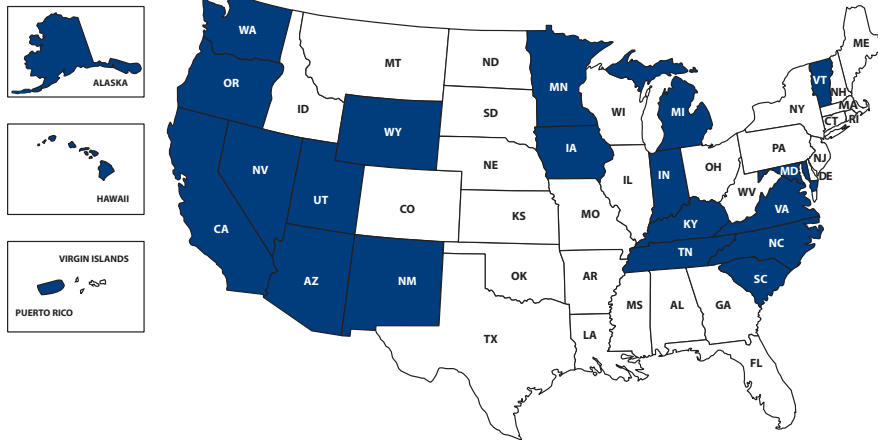 WA
ME
MT
ND
VT
MN
OR
ALASKA
NH
ID
MA
WI
SD
NY
MI
CT
RI
WY
IA
PA
NE
NJ
OH
NV
IN
MD
DE
IL
UT
WV
HAWAII
CO
VA
MO
KS
KY
CA
NC
TN
VIRGIN ISLANDS
OK
AR
SC
AZ
NM
MS
AL
GA
PUERTO RICO
LA
TX
FL